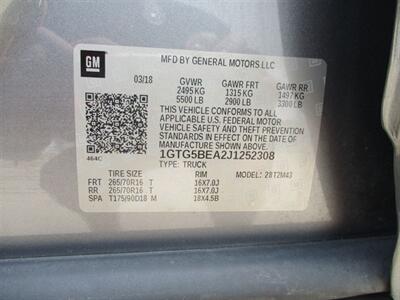 GM
MFD BY GENERAL MOTORS LLC
03/18 GVWR GAWR FRT GAWR RR
2495 KG 1315 KG 1497 KG
5500 LB 2900 LB 3300 LB
THIS VEHICLE CONFORMS TO ALL
APPLICABLE U.S. FEDERAL MOTOR
VEHICLE SAFETY AND THEFT PREVENTION
STANDARDS IN EFFECT ON THE DATE
OF MANUFACTURE SHOWN ABOVE.
464C 1GTG5BEA2J1252308
TYPE: TRUCK
TIRE SIZE RIM MODEL: 28T2M43
FRT 265/70R16 T 16X7.0J
RR 265/70R16 T 16X7.0J
SPA T175/90D18 M 18X4.5B